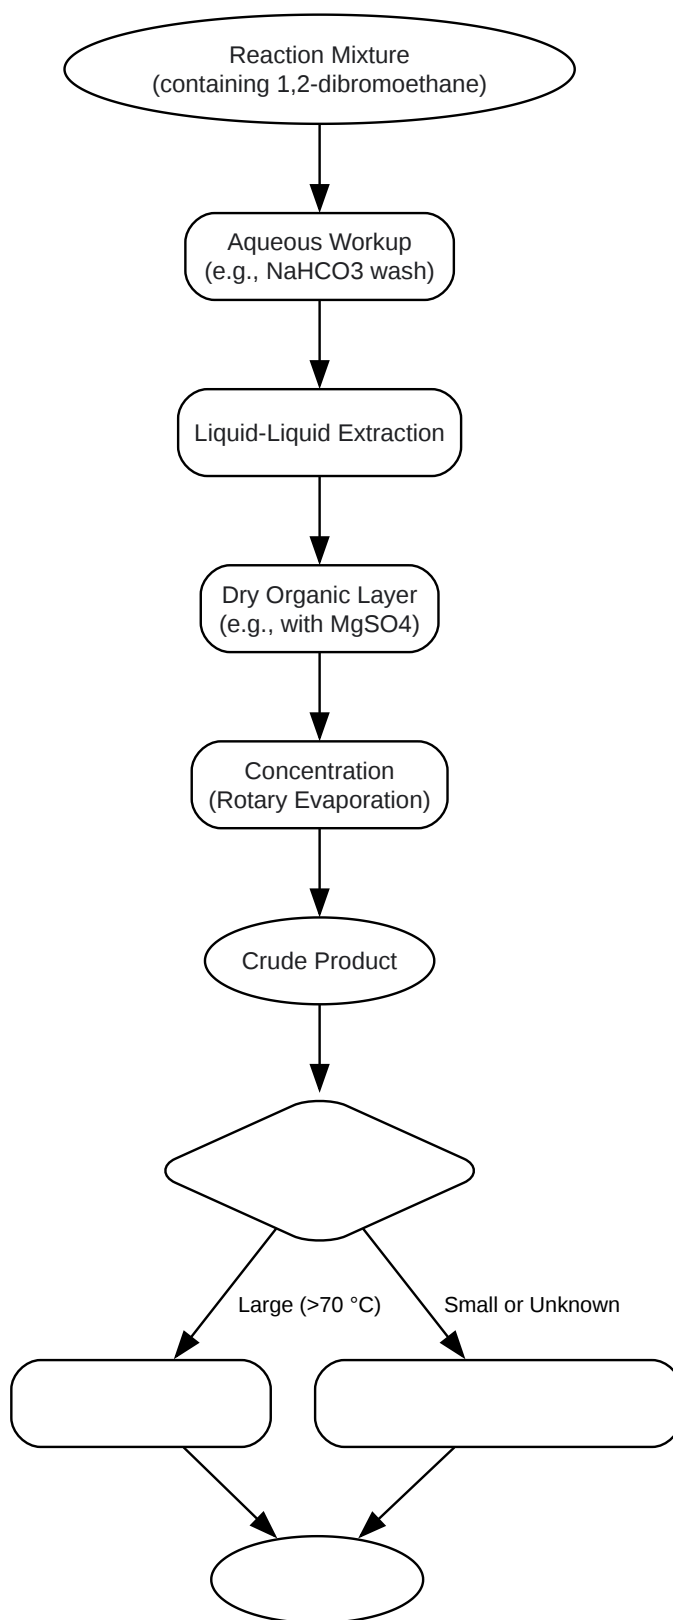 Reaction Mixture
(containing 1,2-dibromoethane)
Aqueous Workup
(e.g., NaHCO3 wash)
Liquid-Liquid Extraction
Dry Organic Layer
(e.g., with MgSO4)
Concentration
(Rotary Evaporation)
Crude Product
Large (>70 °C)
Small or Unknown